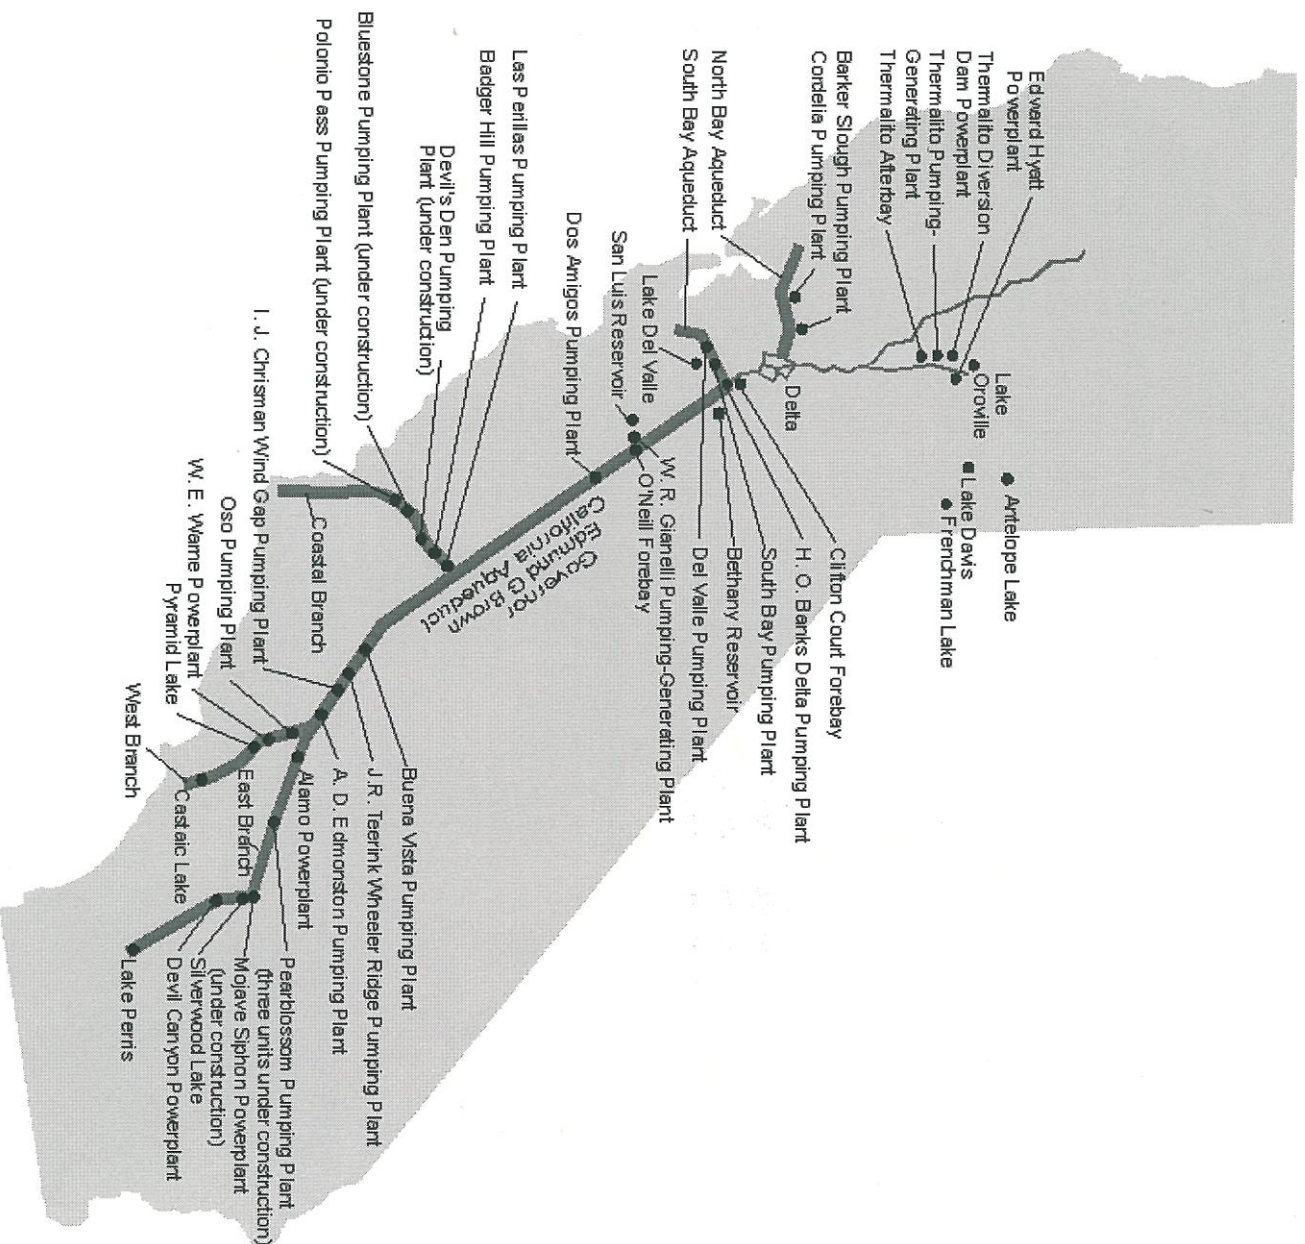 Edward Hyatt
Powerplant
Thermalito Diversion
Dam Powerplant
Thermalito Pumping-
Generating Plant
Thermalito Afterbay
Lake
Oroville
Antelope Lake
Lake Davis
Frenchman Lake
Barker Slough Pumping Plant
Cordelia Pumping Plant
North Bay Aqueduct
South Bay Aqueduct
Delta
Clifton Court Forebay
H. O. Banks Delta Pumping Plant
South Bay Pumping Plant
Bethany Reservoir
Del Valle Pumping Plant
Lake Del Valle
San Luis Reservoir
W. R. Gianelli Pumping-Generating Plant
O'Neill Forebay
Dos Amigos Pumping Plant
Governor
Edmund G Brown
California Aqueduct
Las Perillas Pumping Plant
Badger Hill Pumping Plant
Devil's Den Pumping
Plant (under construction)
Bluestone Pumping Plant (under construction)
Polonio Pass Pumping Plant (under construction)
Coastal Branch
Buena Vista Pumping Plant
J.R. Teerink Wheeler Ridge Pumping Plant
I. J. Chrisman Wind Gap Pumping Plant
A. D. Edmonston Pumping Plant
Oso Pumping Plant
W. E. Warne Powerplant
Pyramid Lake
West Branch
Castaic Lake
Alamo Powerplant
East Branch
Pearblossom Pumping Plant
(three units under construction)
Mojave Siphon Powerplant
(under construction)
Silverwood Lake
Devil Canyon Powerplant
Lake Perris